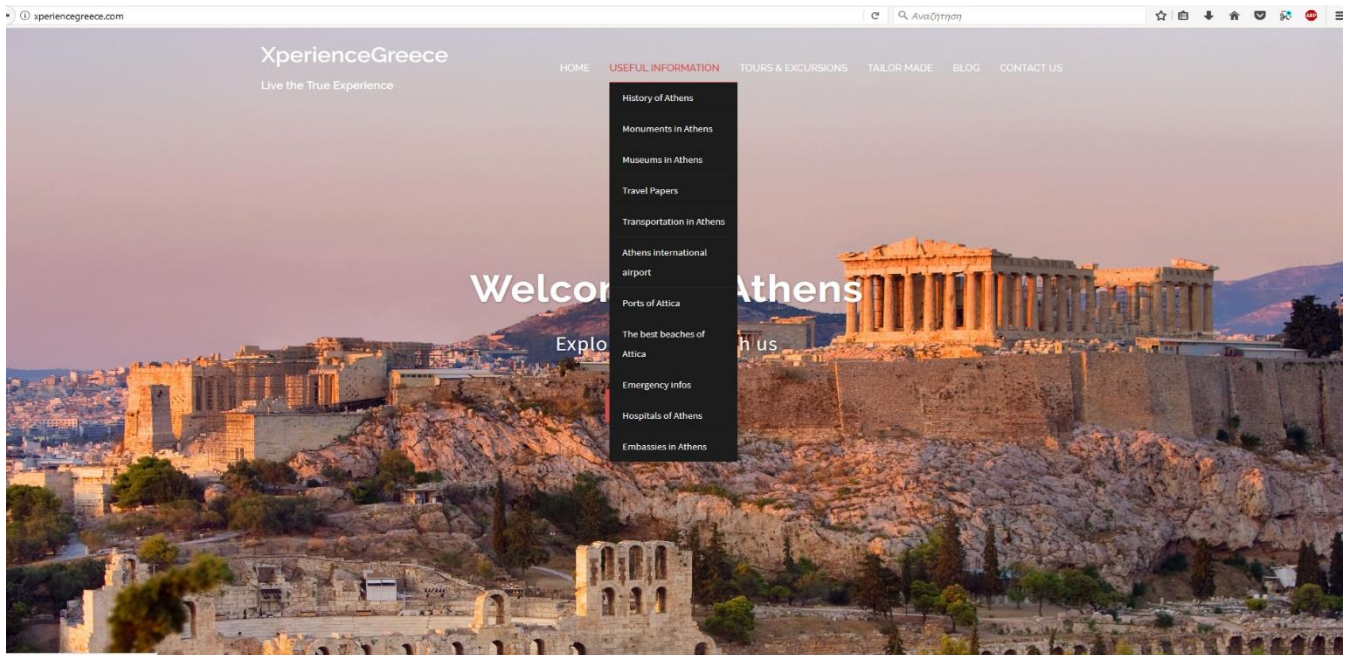 xperiencegreece.com
Αναζήτηση
ABP
XperienceGreece
Live the True Experience
HOME USEFUL INFORMATION TOURS & EXCURSIONS TAILOR MADE BLOG CONTACT US
History of Athens
Monuments in Athens
Museums in Athens
Travel Papers
Transportation in Athens
Athens international
airport
Ports of Attica
The best beaches of
Attica
Emergency infos
Hospitals of Athens
Embassies in Athens
Athens
us